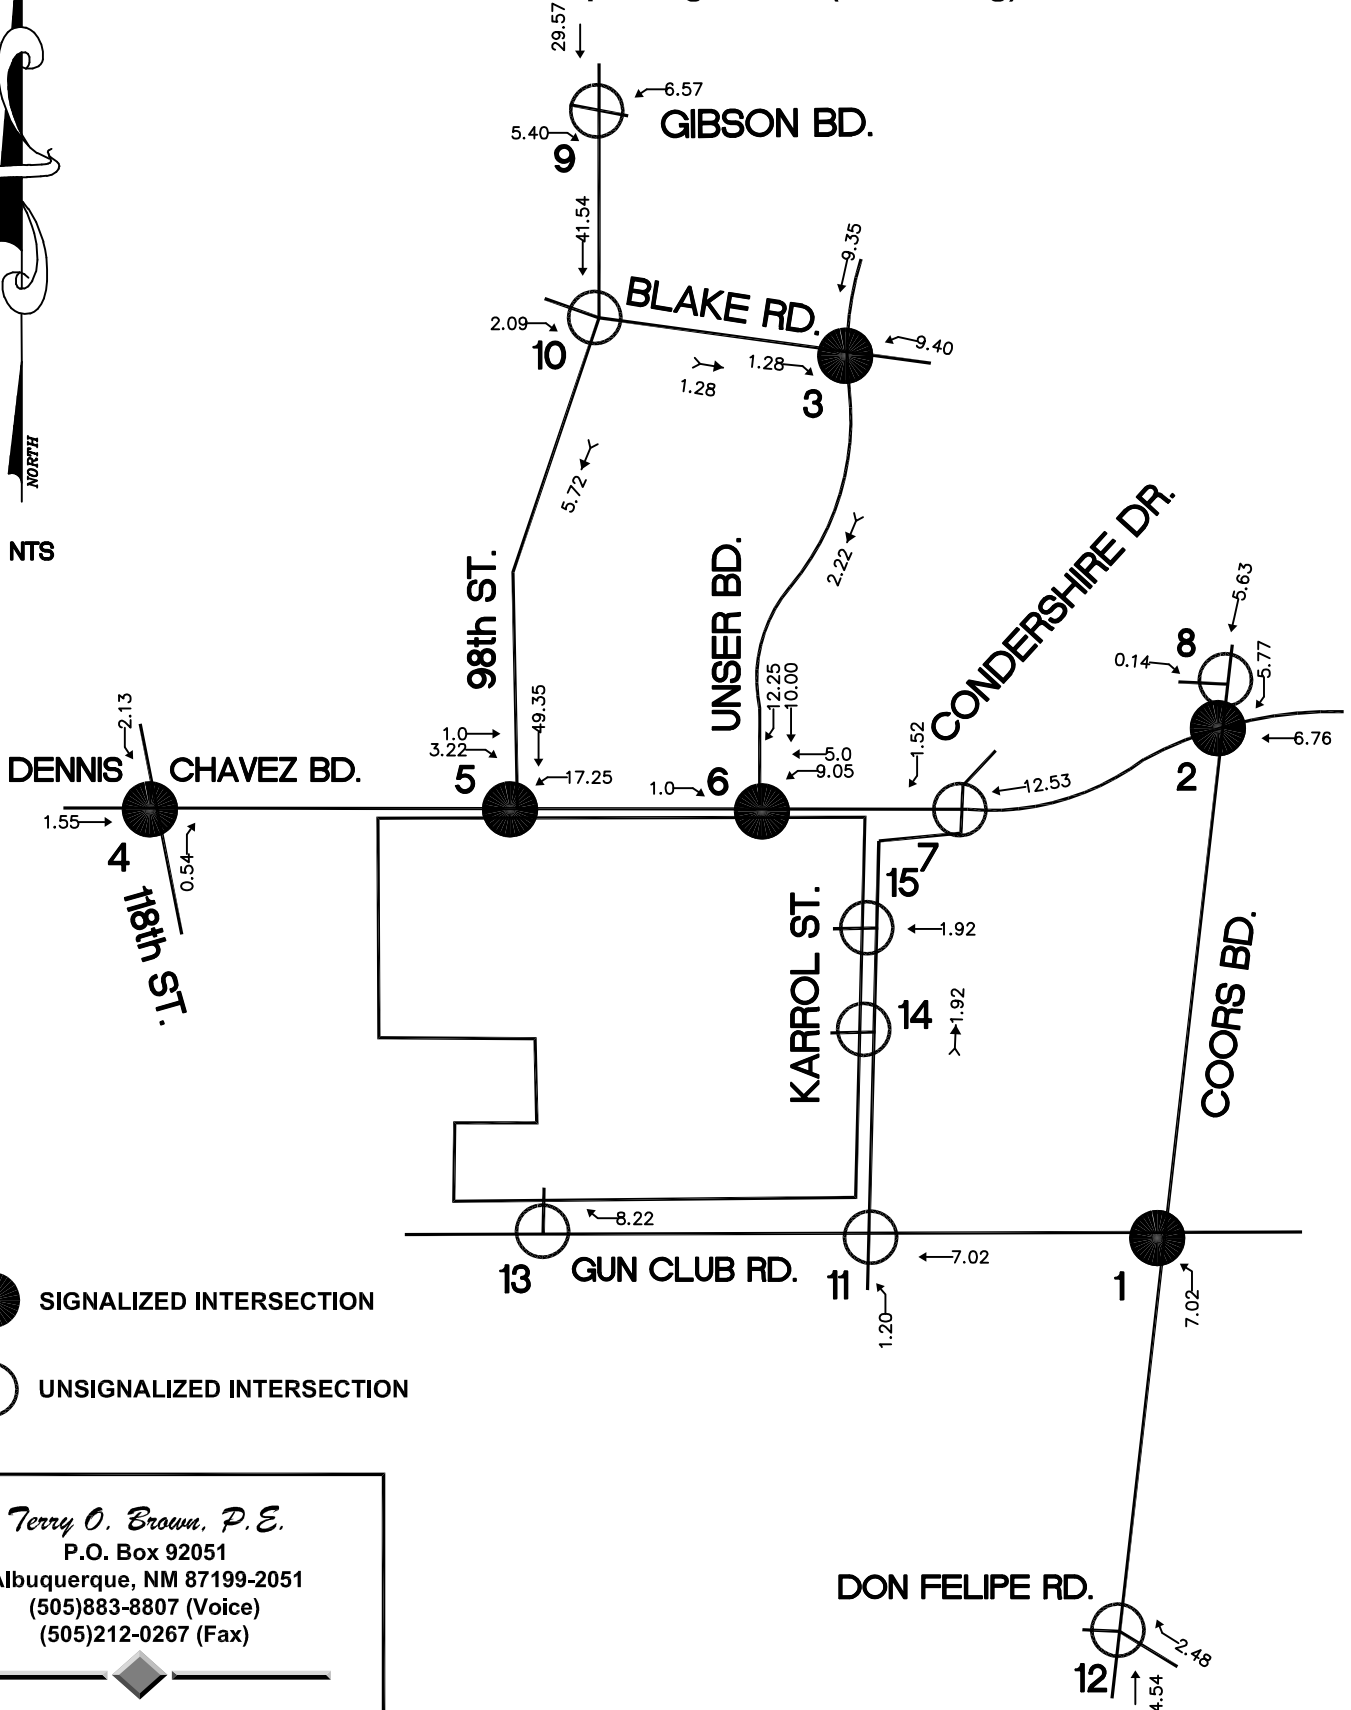 29.57
6.57
GIBSON BD.
5.40
9
41.54
9.35
BLAKE RD.
2.09
10
9.40
1.28
1.28
3
NORTH
5.72
2.22
NTS
98th ST.
UNSER BD.
CONDERSHIRE DR.
5.63
8
0.14
5.77
2.13
49.35
12.25
10.00
1.52
1.0
3.22
5.0
9.05
6.76
DENNIS CHAVEZ BD.
5
17.25
1.0
6
12.53
2
1.55
4
0.54
7
118th ST.
15
KARROL ST.
1.92
COORS BD.
14
1.92
8.22
13
GUN CLUB RD.
11
7.02
1
7.02
1.20
SIGNALIZED INTERSECTION
UNSIGNALIZED INTERSECTION
Terry O. Brown, P.E.
P.O. Box 92051
Albuquerque, NM 87199-2051
(505)883-8807 (Voice)
(505)212-0267 (Fax)
DON FELIPE RD.
2.48
12
4.54